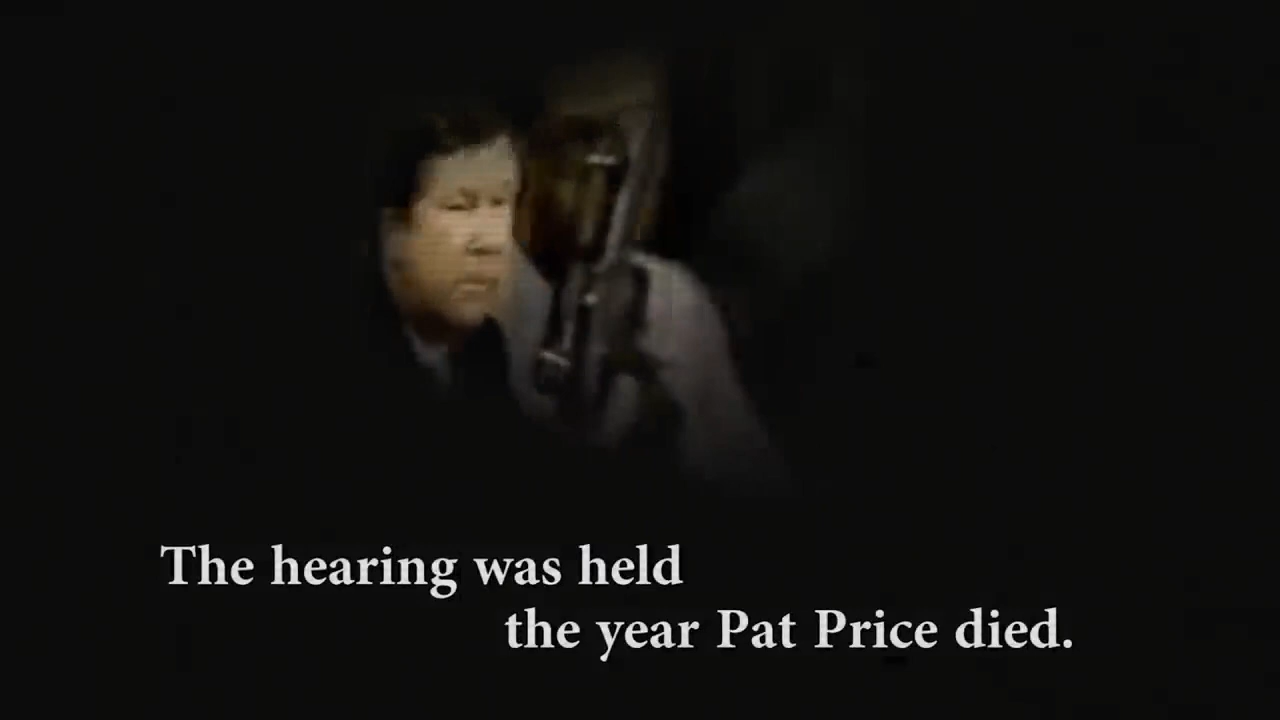 The hearing was held
the year Pat Price died.